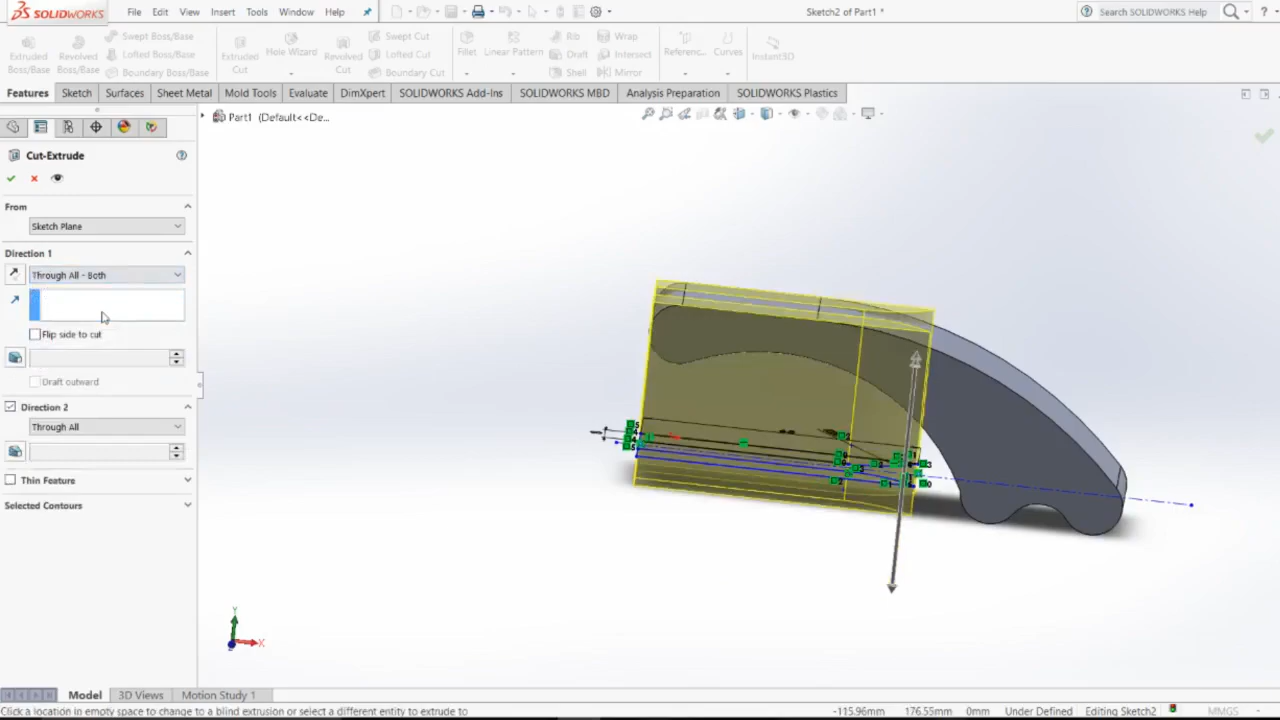 SOLIDWORKS File Edit View Insert Tools Window Help Sketch2 of Part1 * Search SOLIDWORKS Help ?
Extruded Boss/Base Revolved Boss/Base Swept Boss/Base Lofted Boss/Base Boundary Boss/Base Extruded Cut Hole Wizard Revolved Cut Swept Cut Lofted Cut Boundary Cut Fillet Linear Pattern Rib Draft Shell Wrap Intersect Mirror Referenc... Curves Instant3D
Features Sketch Surfaces Sheet Metal Mold Tools Evaluate DimXpert SOLIDWORKS Add-Ins SOLIDWORKS MBD Analysis Preparation SOLIDWORKS Plastics
Part1 (Default<<De...
Cut-Extrude
From
Sketch Plane
Direction 1
Through All - Both
Flip side to cut
Draft outward
Direction 2
Through All
Thin Feature
Selected Contours
Y
X
Z
Model 3D Views Motion Study 1
Click a location in empty space to change to a blind extrusion or select a different entity to extrude to -115.96mm 176.55mm 0mm Under Defined Editing Sketch2 MMGS